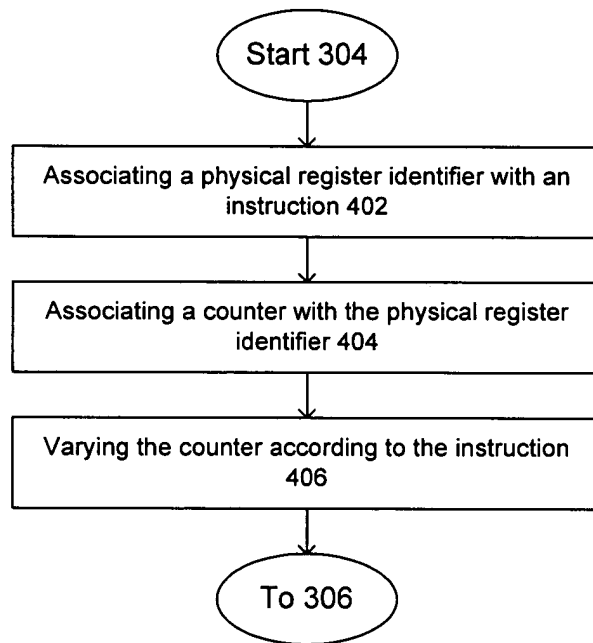 Start 304
Associating a physical register identifier with an
instruction 402
Associating a counter with the physical register
identifier 404
Varying the counter according to the instruction
406
To 306